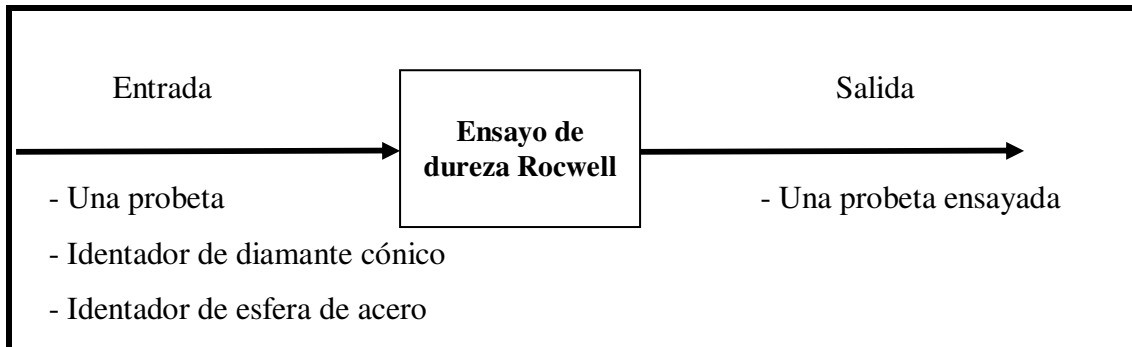 Entrada
Ensayo de
dureza Rocwell
Salida
- Una probeta
- Identador de diamante cónico
- Identador de esfera de acero
- Una probeta ensayada